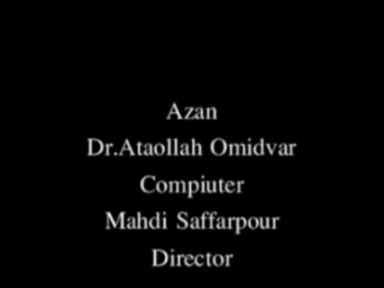 Azan
Dr.Ataollah Omidvar
Compiuter
Mahdi Saffarpour
Director